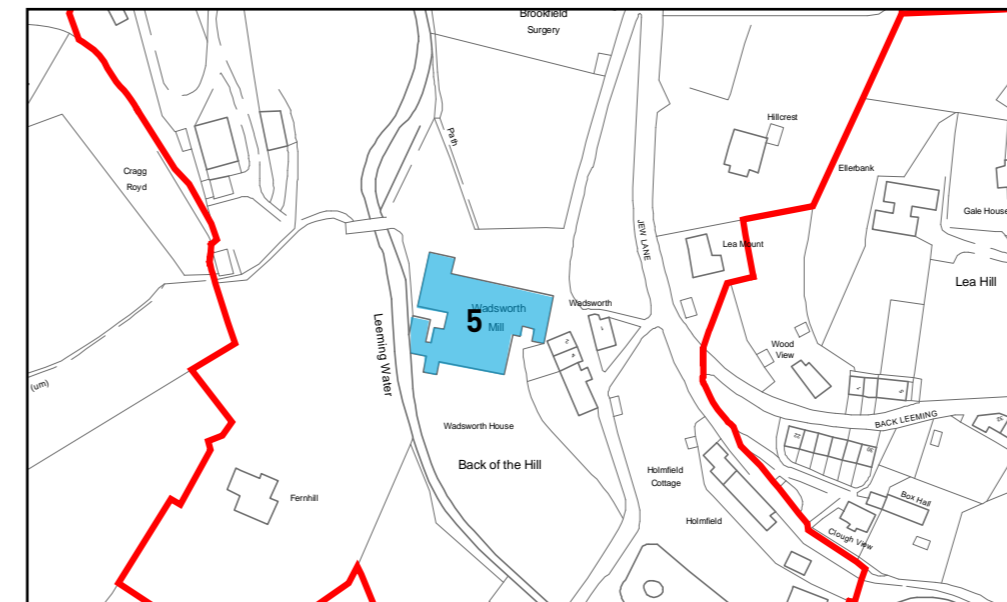 Brookfield
Surgery
Hillcrest
Path
Cragg
Royd
Ellerbank
Gale House
JEW LANE
Lea Mount
Lea Hill
Wadsworth
Mill
5
Wadsworth
Leeming Water
Wood
View
(um)
BACK LEEMING
Wadsworth House
Back of the Hill
Holmfield
Cottage
Fernhill
Box Hall
Holmfield
Clough View